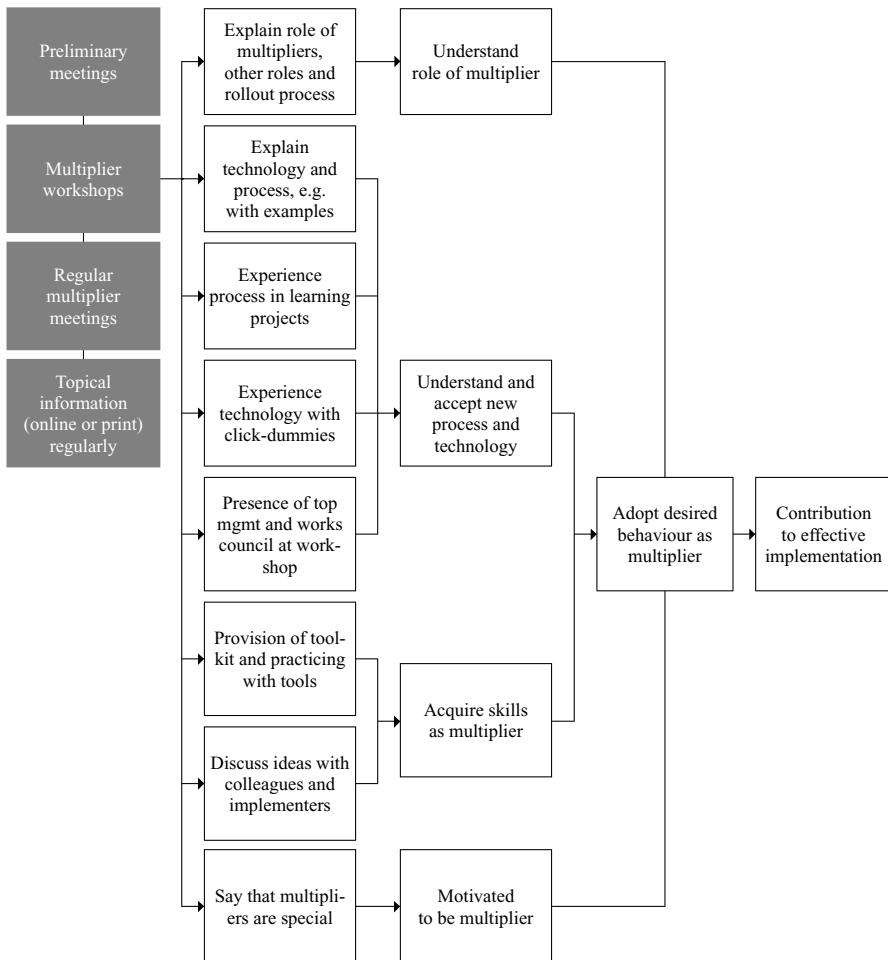 Preliminary
meetings
Multiplier
workshops
Regular
multiplier
meetings
Topical
information
(online or print)
regularly
Explain role of
multipliers,
other roles and
rollout process
Explain
technology and
process, e.g.
with examples
Experience
process in learning
projects
Experience
technology with
click-dummies
Presence of top
mgmt and works
council at work-
shop
Provision of tool-
kit and practicing
with tools
Discuss ideas with
colleagues and
implementers
Say that multipli-
ers are special
Understand
role of multiplier
Understand and
accept new
process and
technology
Acquire skills
as multiplier
Motivated
to be multiplier
Adopt desired
behaviour as
multiplier
Contribution
to effective
implementation